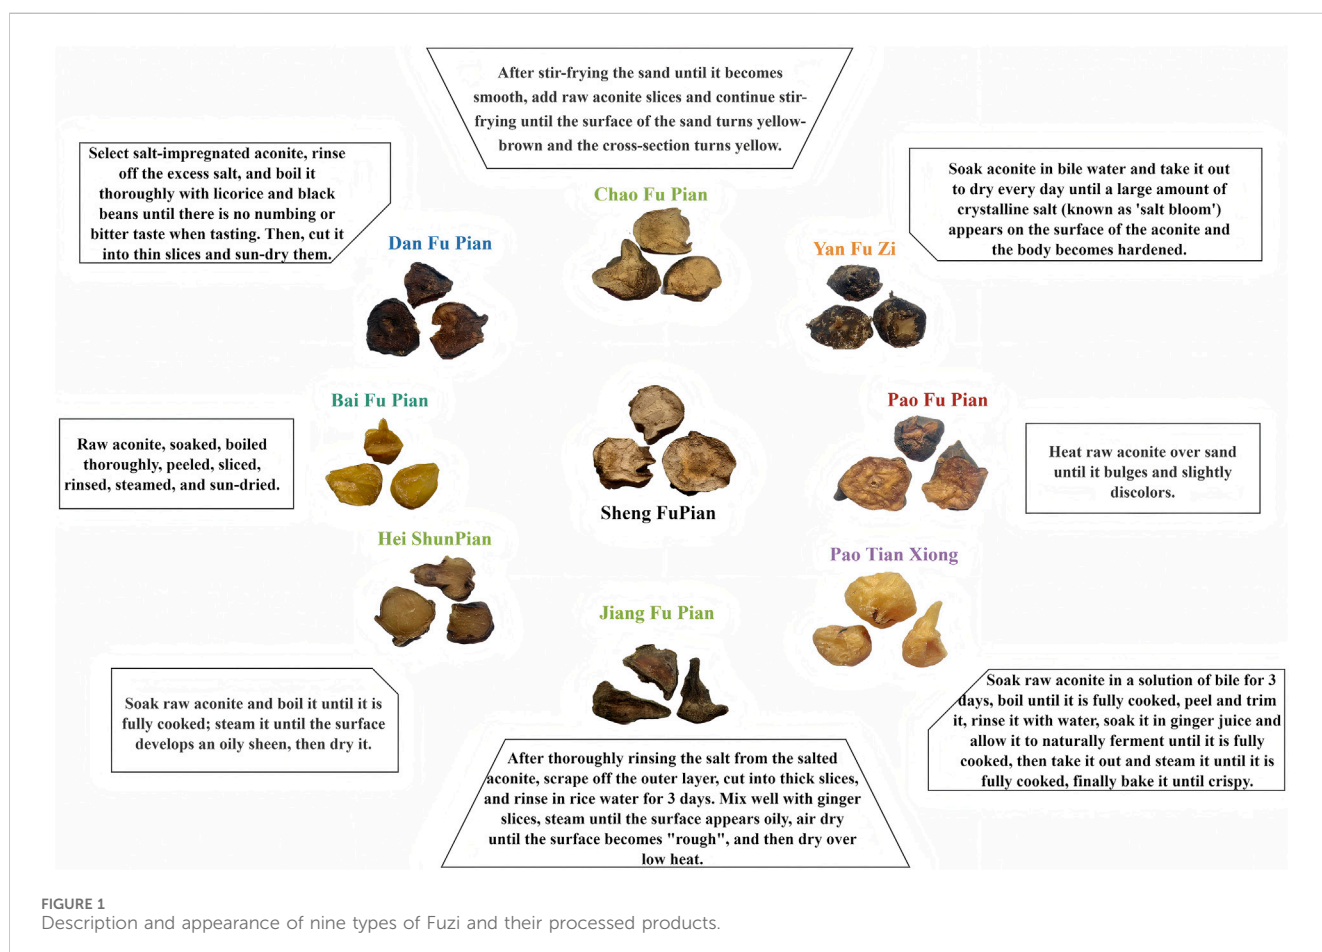 After stir-frying the sand until it becomes
smooth, add raw aconite slices and continue stir-
frying until the surface of the sand turns yellow-
brown and the cross-section turns yellow.
Chao Fu Pian
Select salt-impregnated aconite, rinse
off the excess salt, and boil it
thoroughly with licorice and black
beans until there is no numbing or
bitter taste when tasting. Then, cut it
into thin slices and sun-dry them.
Dan Fu Pian
Soak aconite in bile water and take it out
to dry every day until a large amount of
crystalline salt (known as 'salt bloom')
appears on the surface of the aconite and
the body becomes hardened.
Yan Fu Zi
Bai Fu Pian
Raw aconite, soaked, boiled
thoroughly, peeled, sliced,
rinsed, steamed, and sun-dried.
Sheng FuPian
Pao Fu Pian
Heat raw aconite over sand
until it bulges and slightly
discolors.
Hei ShunPian
Soak raw aconite and boil it until it is
fully cooked; steam it until the surface
develops an oily sheen, then dry it.
Jiang Fu Pian
After thoroughly rinsing the salt from the salted
aconite, scrape off the outer layer, cut into thick slices,
and rinse in rice water for 3 days. Mix well with ginger
slices, steam until the surface appears oily, air dry
until the surface becomes "rough", and then dry over
low heat.
Pao Tian Xiong
Soak raw aconite in a solution of bile for 3
days, boil until it is fully cooked, peel and trim
it, rinse it with water, soak it in ginger juice and
allow it to naturally ferment until it is fully
cooked, then take it out and steam it until it is
fully cooked, finally bake it until crispy.
FIGURE 1
Description and appearance of nine types of Fuzi and their processed products.